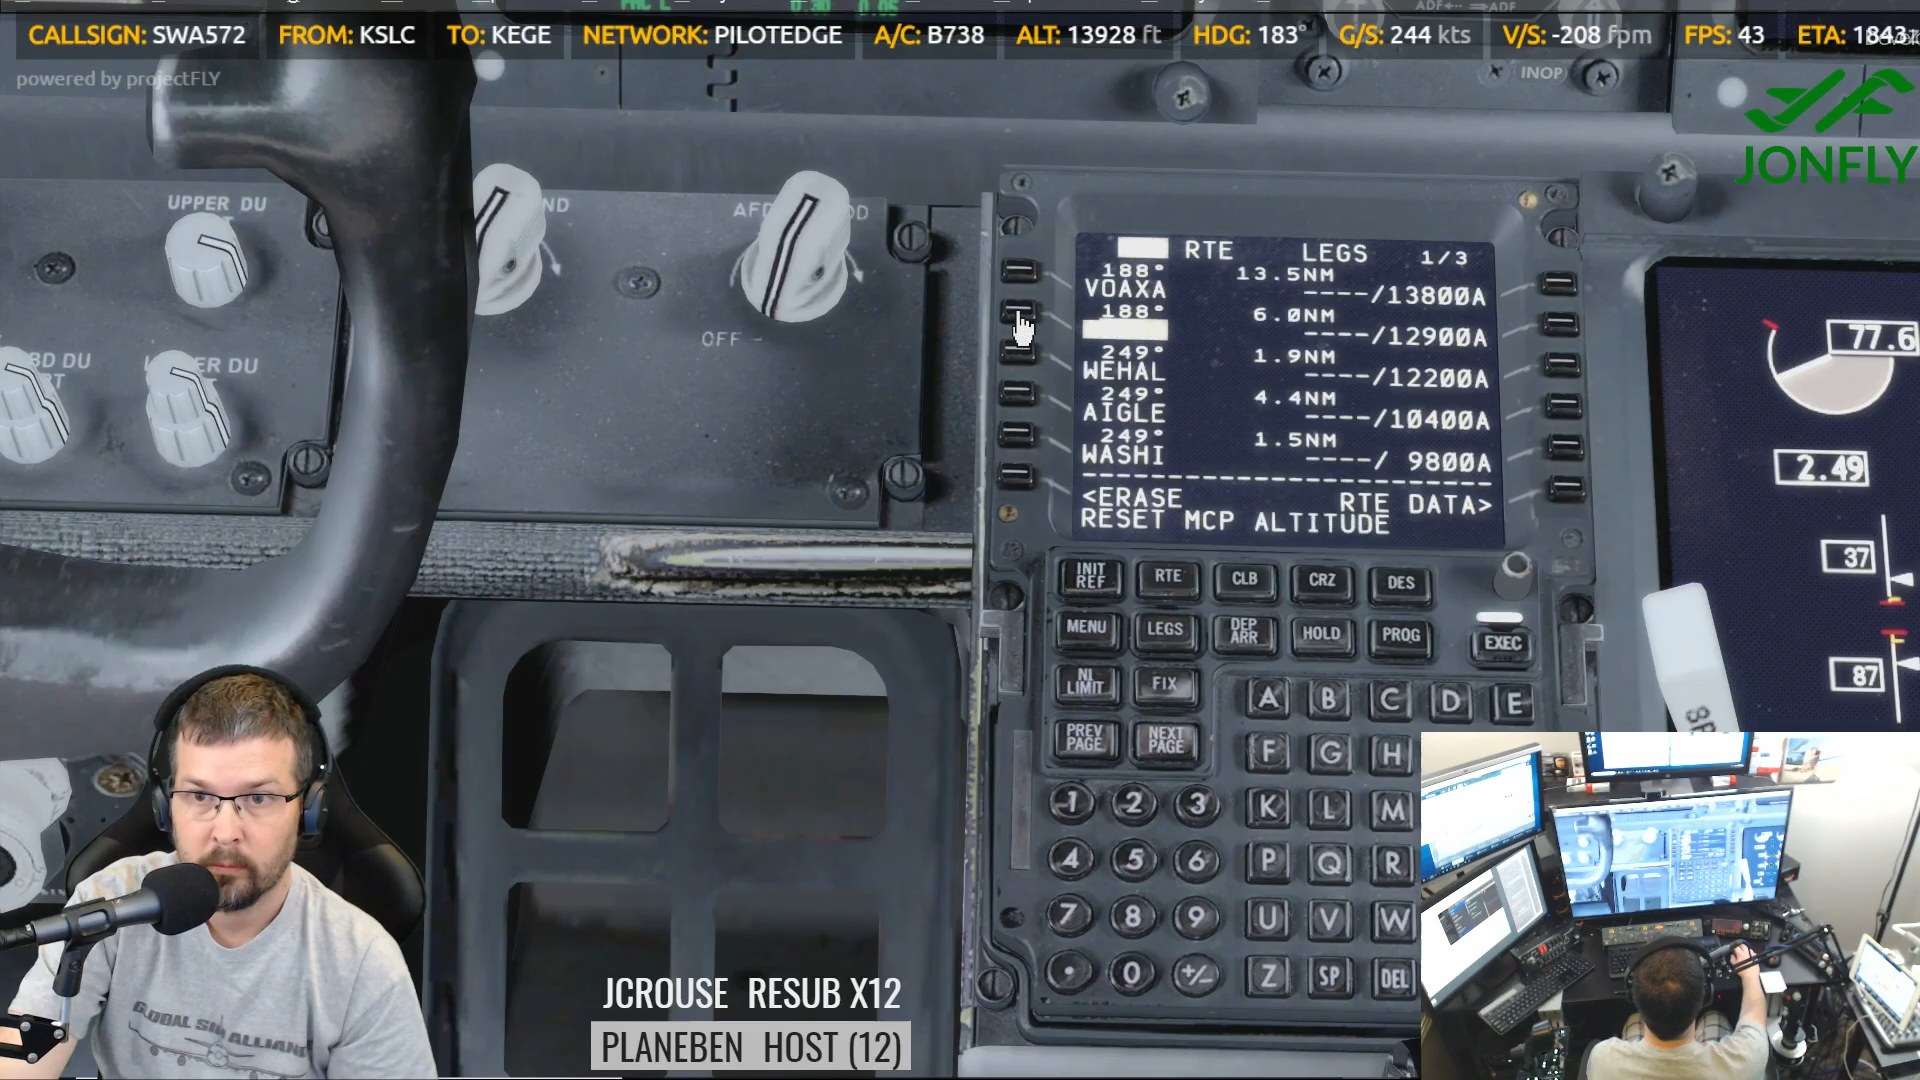 CALLSIGN: SWA572 FROM: KSLC TO: KEGE NETWORK: PILOTEDGE A/C: B738 ALT: 13928 ft HDG: 183° G/S: 244 kts V/S: -208 fpm FPS: 43 ETA: 1843z
powered by projectFLY
INOP
JONFLY
UPPER DU
OFF
RTE LEGS 1/3
188° 13.5NM
VOAXA ----/13800A
188° 6.0NM
----/12900A
249° 1.9NM
WEHAL ----/12200A
249° 4.4NM
AIGLE ----/10400A
249° 1.5NM
WASHI ----/ 9800A
<ERASE RTE DATA>
RESET MCP ALTITUDE
77.6
2.49
37
87
INIT REF RTE CLB CRZ DES
MENU LEGS DEP ARR HOLD PROG EXEC
N1 LIMIT FIX
A B C D E
PREV PAGE NEXT PAGE
F G H
1 2 3 K L M
4 5 6 P Q R
7 8 9 U V W
. 0 +/- Z SP DEL
GLOBAL SIM ALLIANCE
JCROUSE RESUB X12
PLANEBEN HOST (12)